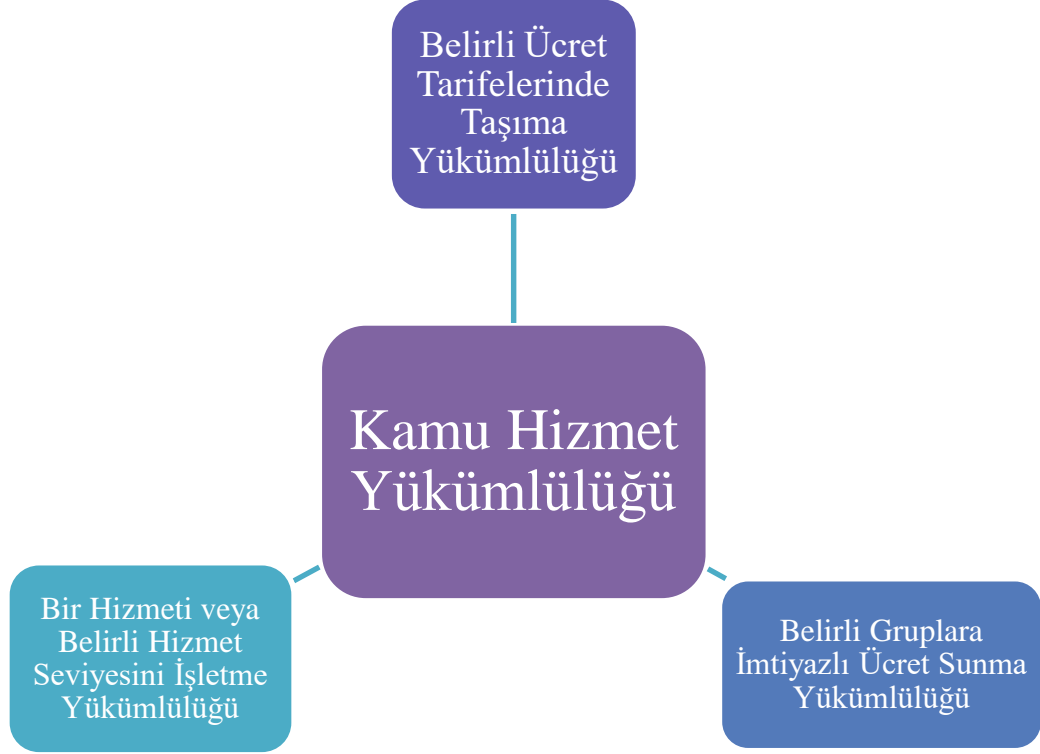 Belirli Ücret
Tarifelerinde
Taşıma
Yükümlülüğü
Kamu Hizmet
Yükümlülüğü
Bir Hizmeti veya
Belirli Hizmet
Seviyesini İşletme
Yükümlülüğü
Belirli Gruplara
İmtiyazlı Ücret Sunma
Yükümlülüğü